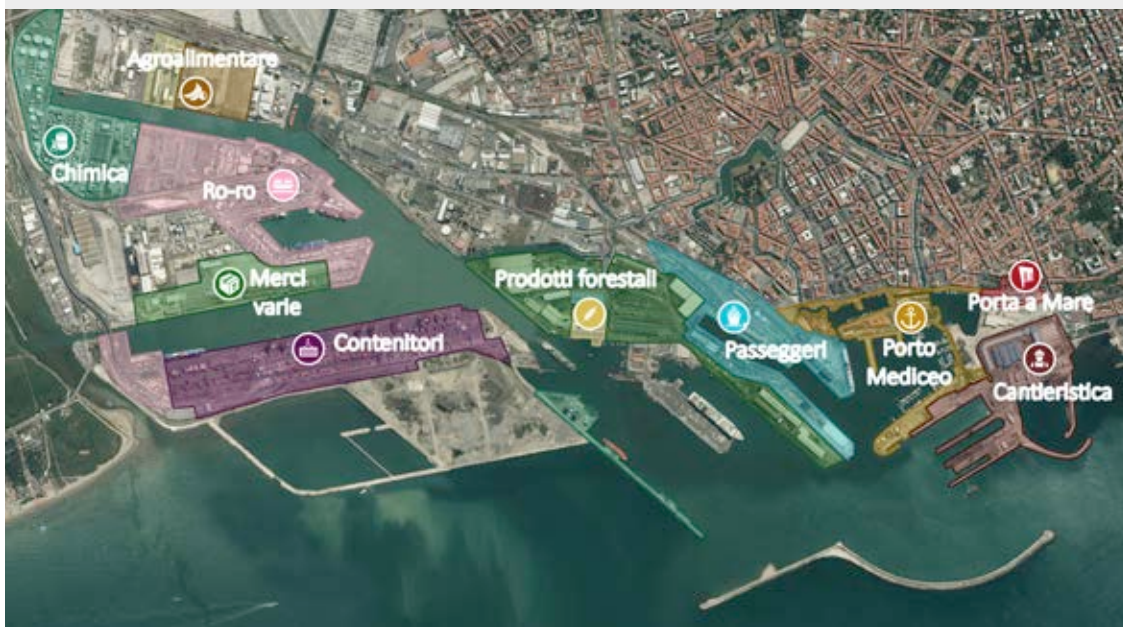 Agroalimentare
Chimica
Ro-ro
Merci
varie
Contenitori
Prodotti forestali
Passeggeri
Porto
Mediceo
Porta a Mare
Cantieristica